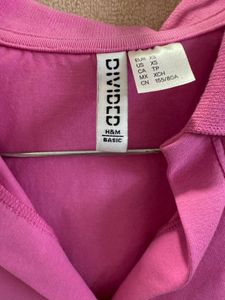 DIVIDED
H&M
BASIC
EUR XS
US XS
CA TP
MX XCH
CN 155/80A